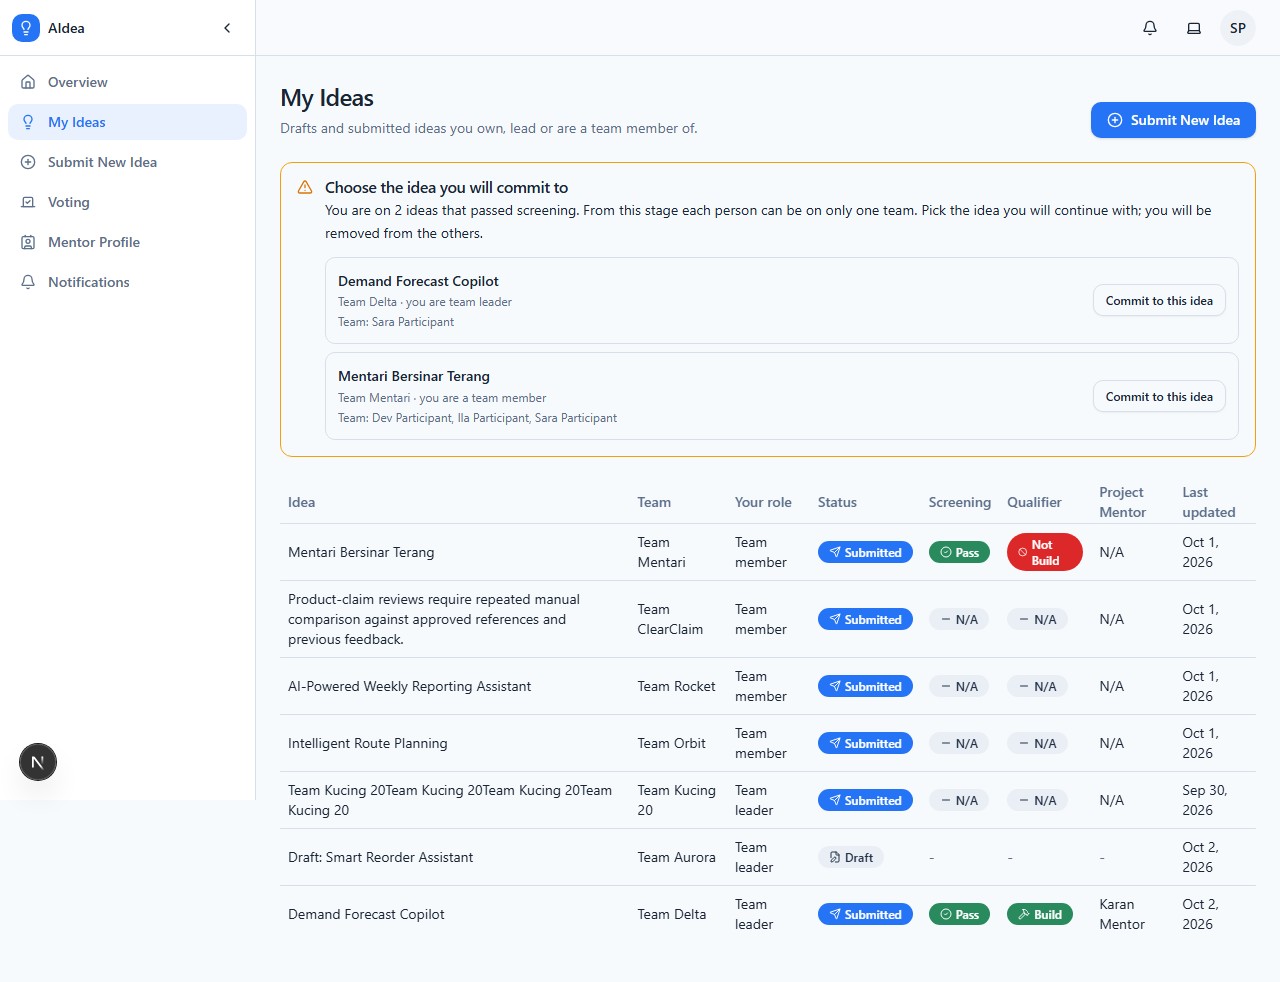 AIdea
SP
Overview
My Ideas
Submit New Idea
Voting
Mentor Profile
Notifications
N
My Ideas
Drafts and submitted ideas you own, lead or are a team member of.
Submit New Idea
Choose the idea you will commit to
You are on 2 ideas that passed screening. From this stage each person can be on only one team. Pick the idea you will continue with; you will be
removed from the others.
Demand Forecast Copilot
Team Delta · you are team leader
Team: Sara Participant
Commit to this idea
Mentari Bersinar Terang
Team Mentari · you are a team member
Team: Dev Participant, Ila Participant, Sara Participant
Commit to this idea
Idea Team Your role Status Screening Qualifier Project Mentor Last updated
Mentari Bersinar Terang Team Mentari Team member Submitted Pass Not Build N/A Oct 1, 2026
Product-claim reviews require repeated manual comparison against approved references and previous feedback. Team ClearClaim Team member Submitted N/A N/A N/A Oct 1, 2026
AI-Powered Weekly Reporting Assistant Team Rocket Team member Submitted N/A N/A N/A Oct 1, 2026
Intelligent Route Planning Team Orbit Team member Submitted N/A N/A N/A Oct 1, 2026
Team Kucing 20Team Kucing 20Team Kucing 20Team Kucing 20 Team Kucing 20 Team leader Submitted N/A N/A N/A Sep 30, 2026
Draft: Smart Reorder Assistant Team Aurora Team leader Draft - - - Oct 2, 2026
Demand Forecast Copilot Team Delta Team leader Submitted Pass Build Karan Mentor Oct 2, 2026